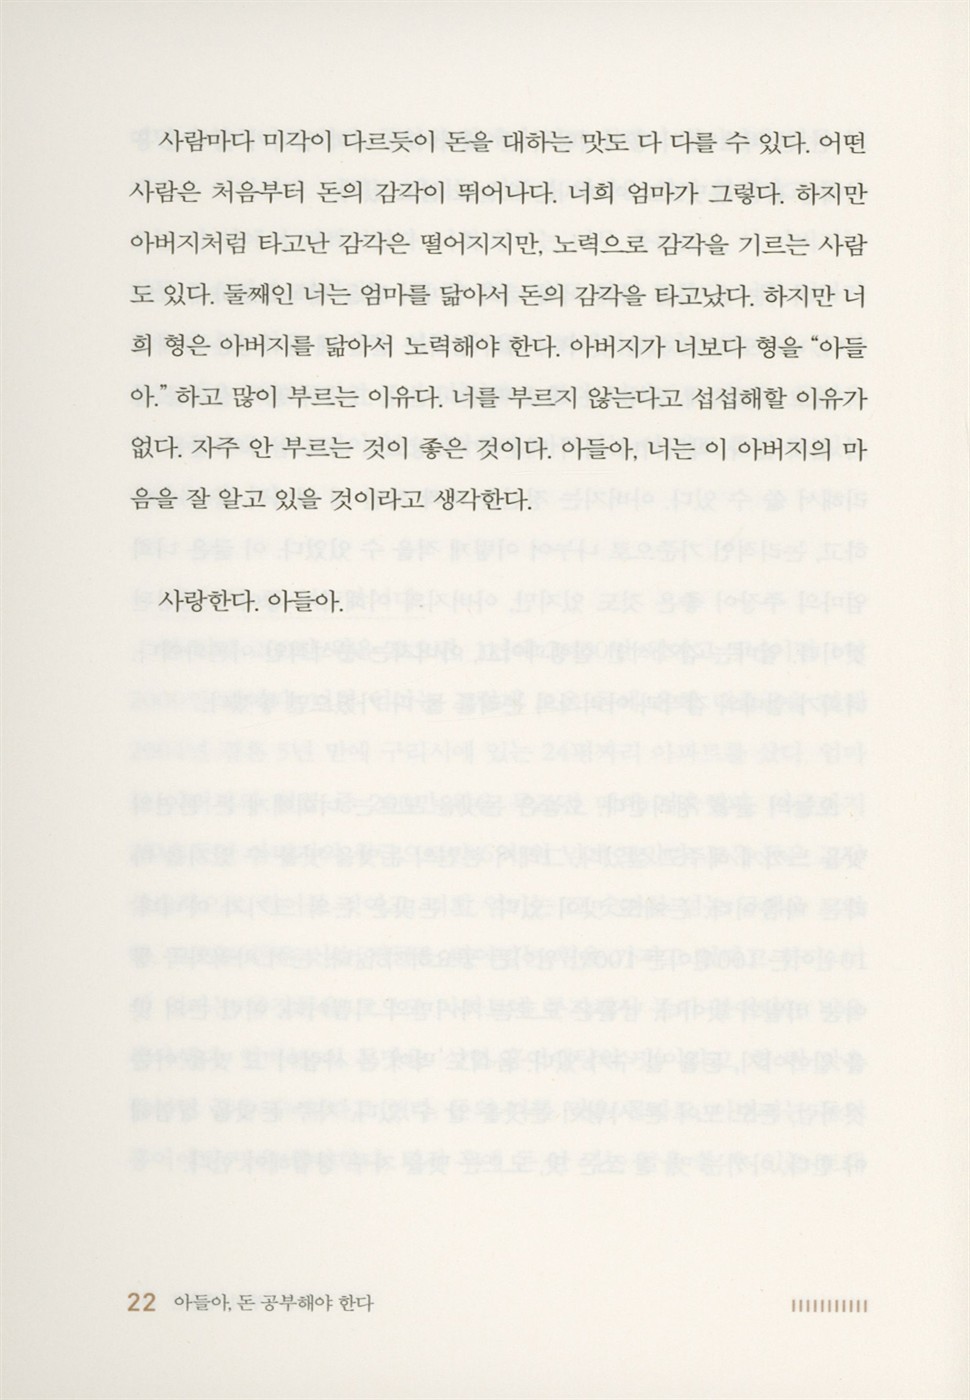 사람마다 미각이 다르듯이 돈을 대하는 맛도 다 다를 수 있다. 어떤
사람은 처음부터 돈의 감각이 뛰어나다. 너희 엄마가 그렇다. 하지만
아버지처럼 타고난 감각은 떨어지지만, 노력으로 감각을 기르는 사람
도 있다. 둘째인 너는 엄마를 닮아서 돈의 감각을 타고났다. 하지만 너
희 형은 아버지를 닮아서 노력해야 한다. 아버지가 너보다 형을 “아들
아.” 하고 많이 부르는 이유다. 너를 부르지 않는다고 섭섭해할 이유가
없다. 자주 안 부르는 것이 좋은 것이다. 아들아, 너는 이 아버지의 마
음을 잘 알고 있을 것이라고 생각한다.
사랑한다. 아들아.
22 아들아, 돈 공부해야 한다